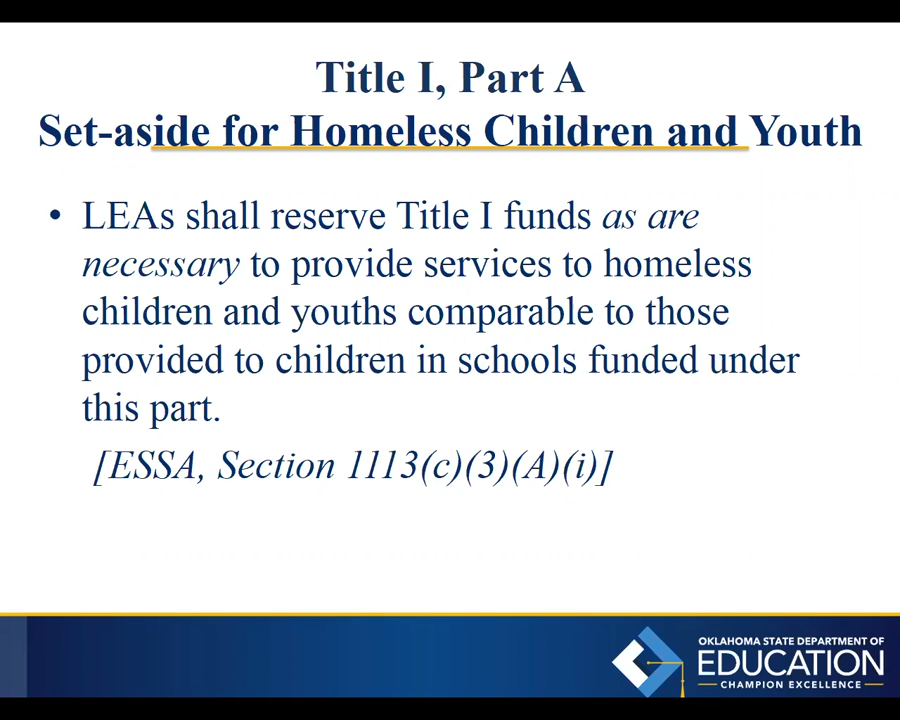 Title I, Part A
Set-aside for Homeless Children and Youth
• LEAs shall reserve Title I funds as are
necessary to provide services to homeless
children and youths comparable to those
provided to children in schools funded under
this part.
[ESSA, Section 1113(c)(3)(A)(i)]
OKLAHOMA STATE DEPARTMENT OF
EDUCATION
CHAMPION EXCELLENCE